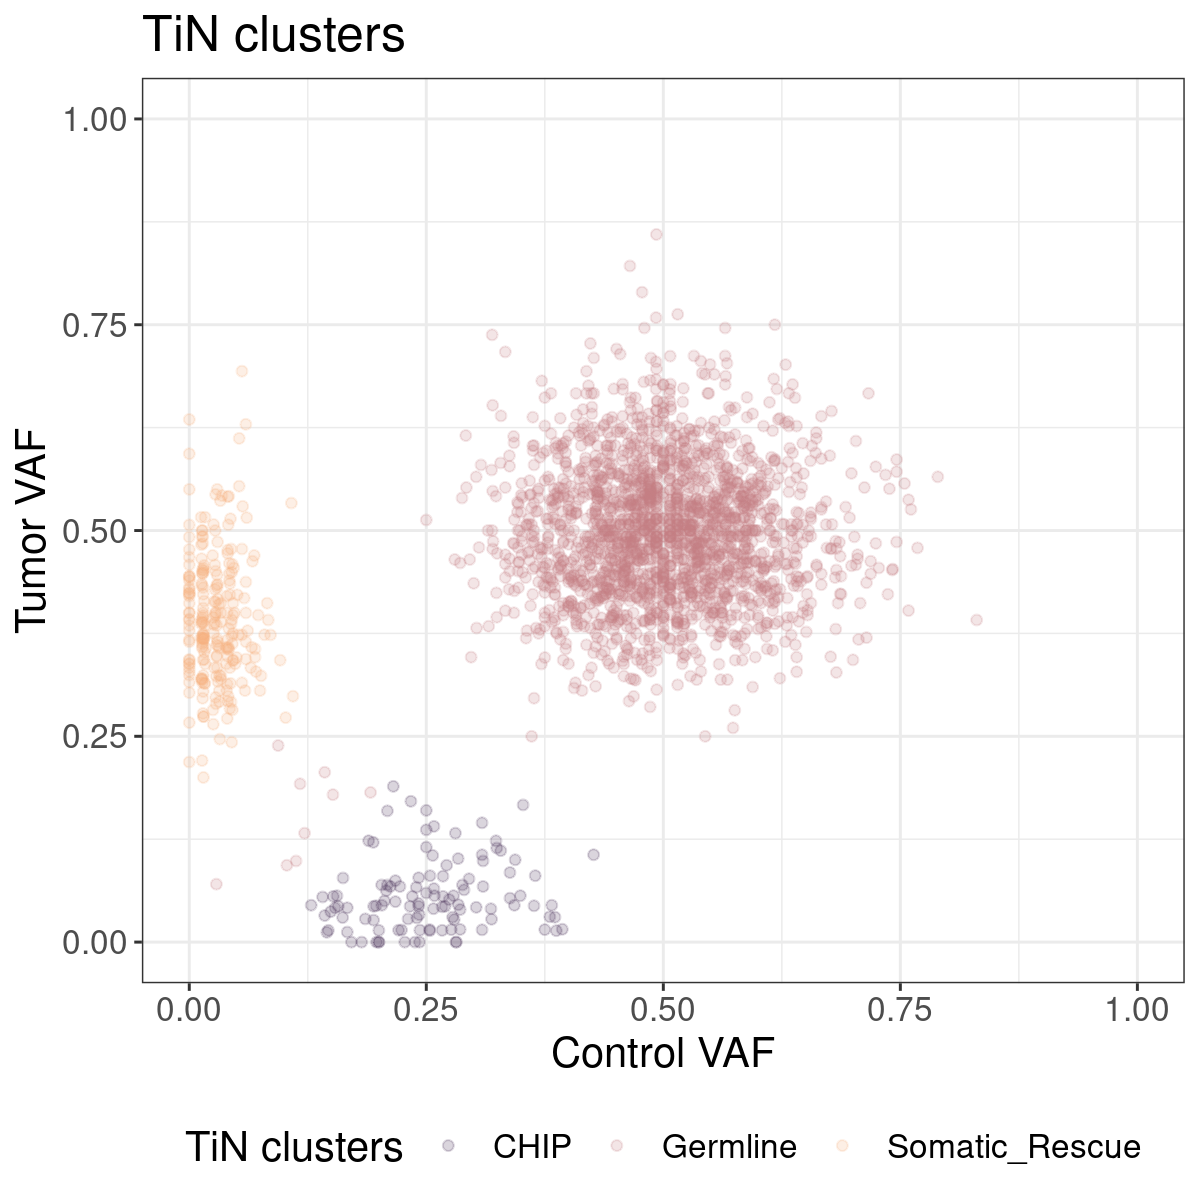 TiN clusters
1.00
0.75
0.50
0.25
0.00
Tumor VAF
0.00 0.25 0.50 0.75 1.00
Control VAF
TiN clusters CHIP Germline Somatic_Rescue